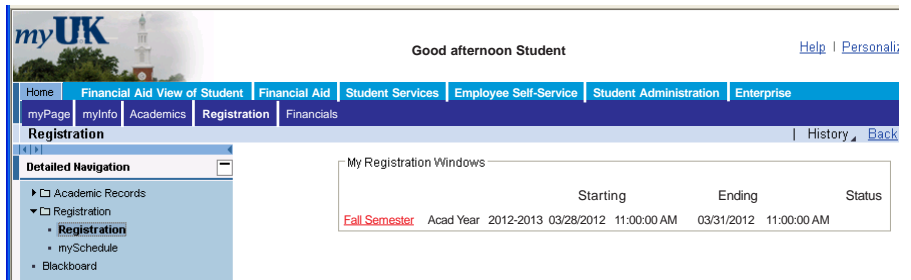 myUK
Good afternoon Student
Help | Personaliz
Home Financial Aid View of Student Financial Aid Student Services Employee Self-Service Student Administration Enterprise
myPage myInfo Academics Registration Financials
Registration | History Back
Detailed Navigation
Academic Records
Registration
Registration
mySchedule
Blackboard
My Registration Windows
Starting Ending Status
Fall Semester Acad Year 2012-2013 03/28/2012 11:00:00 AM 03/31/2012 11:00:00 AM